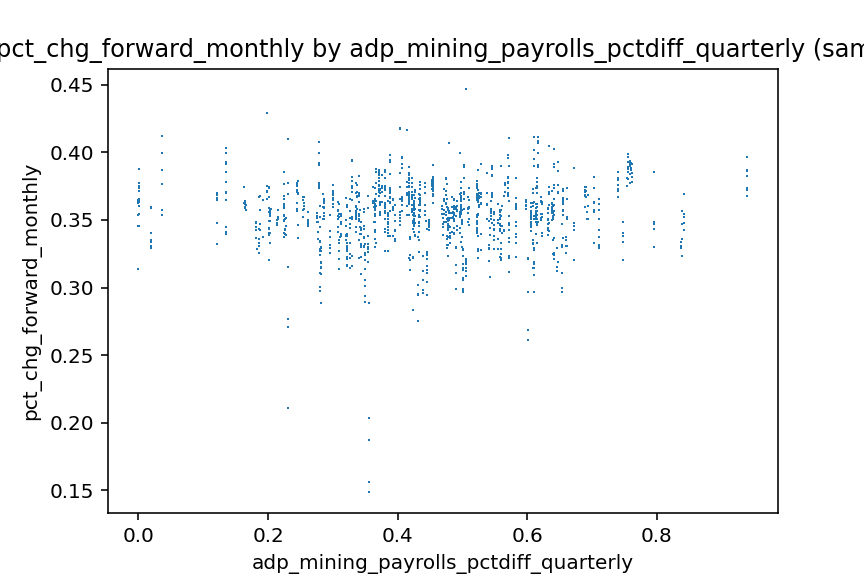 pct_chg_forward_monthly by adp_mining_payrolls_pctdiff_quarterly (sam
0.45
0.40
0.35
0.30
0.25
0.20
0.15
pct_chg_forward_monthly
0.0 0.2 0.4 0.6 0.8
adp_mining_payrolls_pctdiff_quarterly